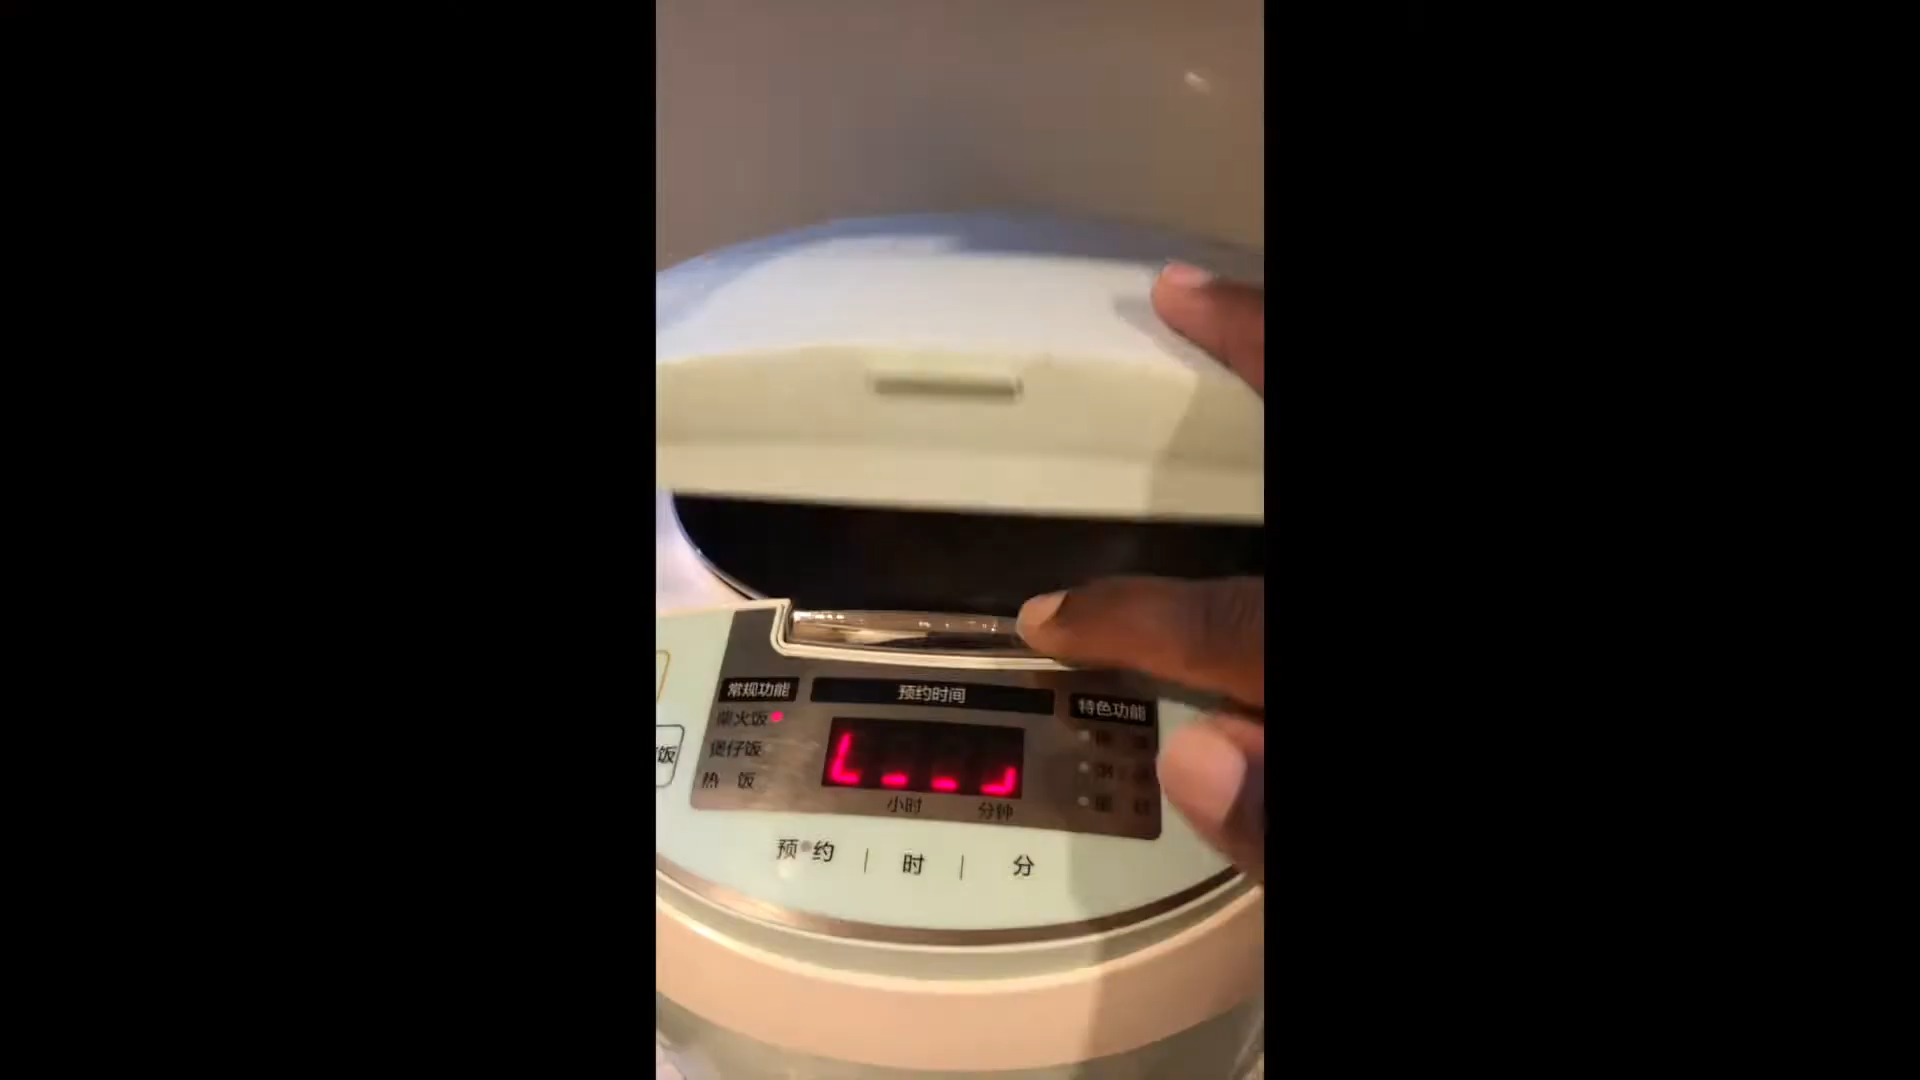 常规功能
预约时间
特色功能
柴火饭
煲仔饭
热 饭
饭
小时
分钟
预约 | 时 | 分